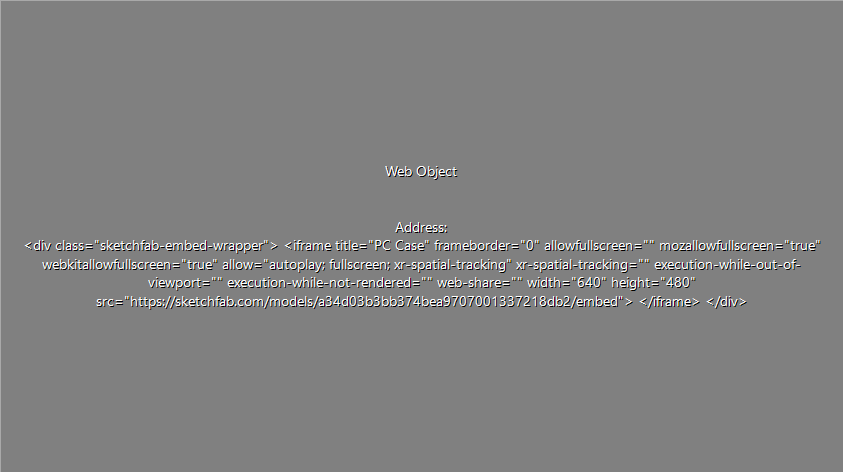 Web Object
Address:
<div class="sketchfab-embed-wrapper"> <iframe title="PC Case" frameborder="0" allowfullscreen="" mozallowfullscreen="true"
webkitallowfullscreen="true" allow="autoplay; fullscreen; xr-spatial-tracking" xr-spatial-tracking="" execution-while-out-of-
viewport="" execution-while-not-rendered="" web-share="" width="640" height="480"
src="https://sketchfab.com/models/a34d03b3bb374bea9707001337218db2/embed"> </iframe> </div>